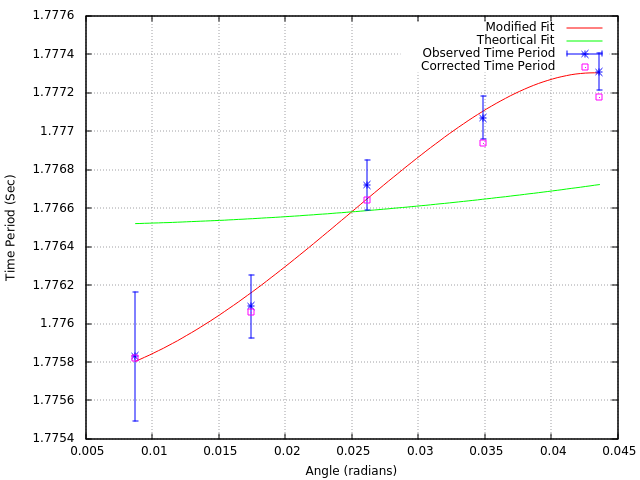 1.7776
1.7774
1.7772
1.777
1.7768
1.7766
1.7764
1.7762
1.776
1.7758
1.7756
1.7754
Time Period (Sec)
Modified Fit
Theortical Fit
Observed Time Period
Corrected Time Period
0.005 0.01 0.015 0.02 0.025 0.03 0.035 0.04 0.045
Angle (radians)